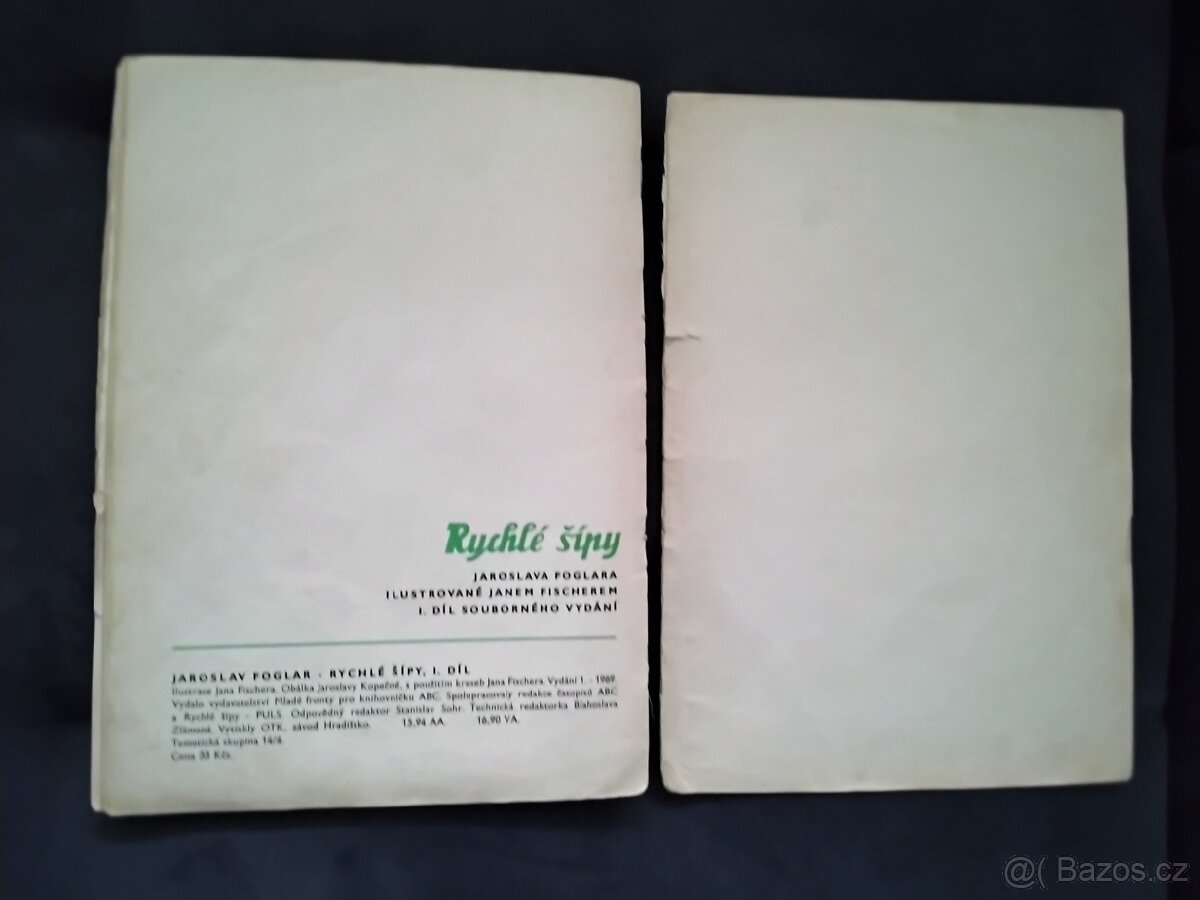 Rychlé šípy
JAROSLAVA FOGLARA
ILUSTROVANÉ JANEM FISCHEREM
I. DÍL SOUBORNÉHO VYDÁNÍ
JAROSLAV FOGLAR - RYCHLÉ ŠÍPY, I. DÍL
Ilustrace Jana Fischera. Obálka Jaroslavy Kopečné, s použitím kreseb Jana Fischera. Vydání 1. - 1969.
Vydalo vydavatelství Mladé fronty pro knihovničku ABC. Spolupracovaly redakce časopisů ABC
a Rychlé šípy - PULS. Odpovědný redaktor Stanislav Sohr. Technická redaktorka Blahoslava
Zlámaná. Vytiskly OTK, závod Hradištko. 15,94 AA. 16,90 VA.
Tematická skupina 14/4
Cena 33 Kčs.
@( Bazos.cz